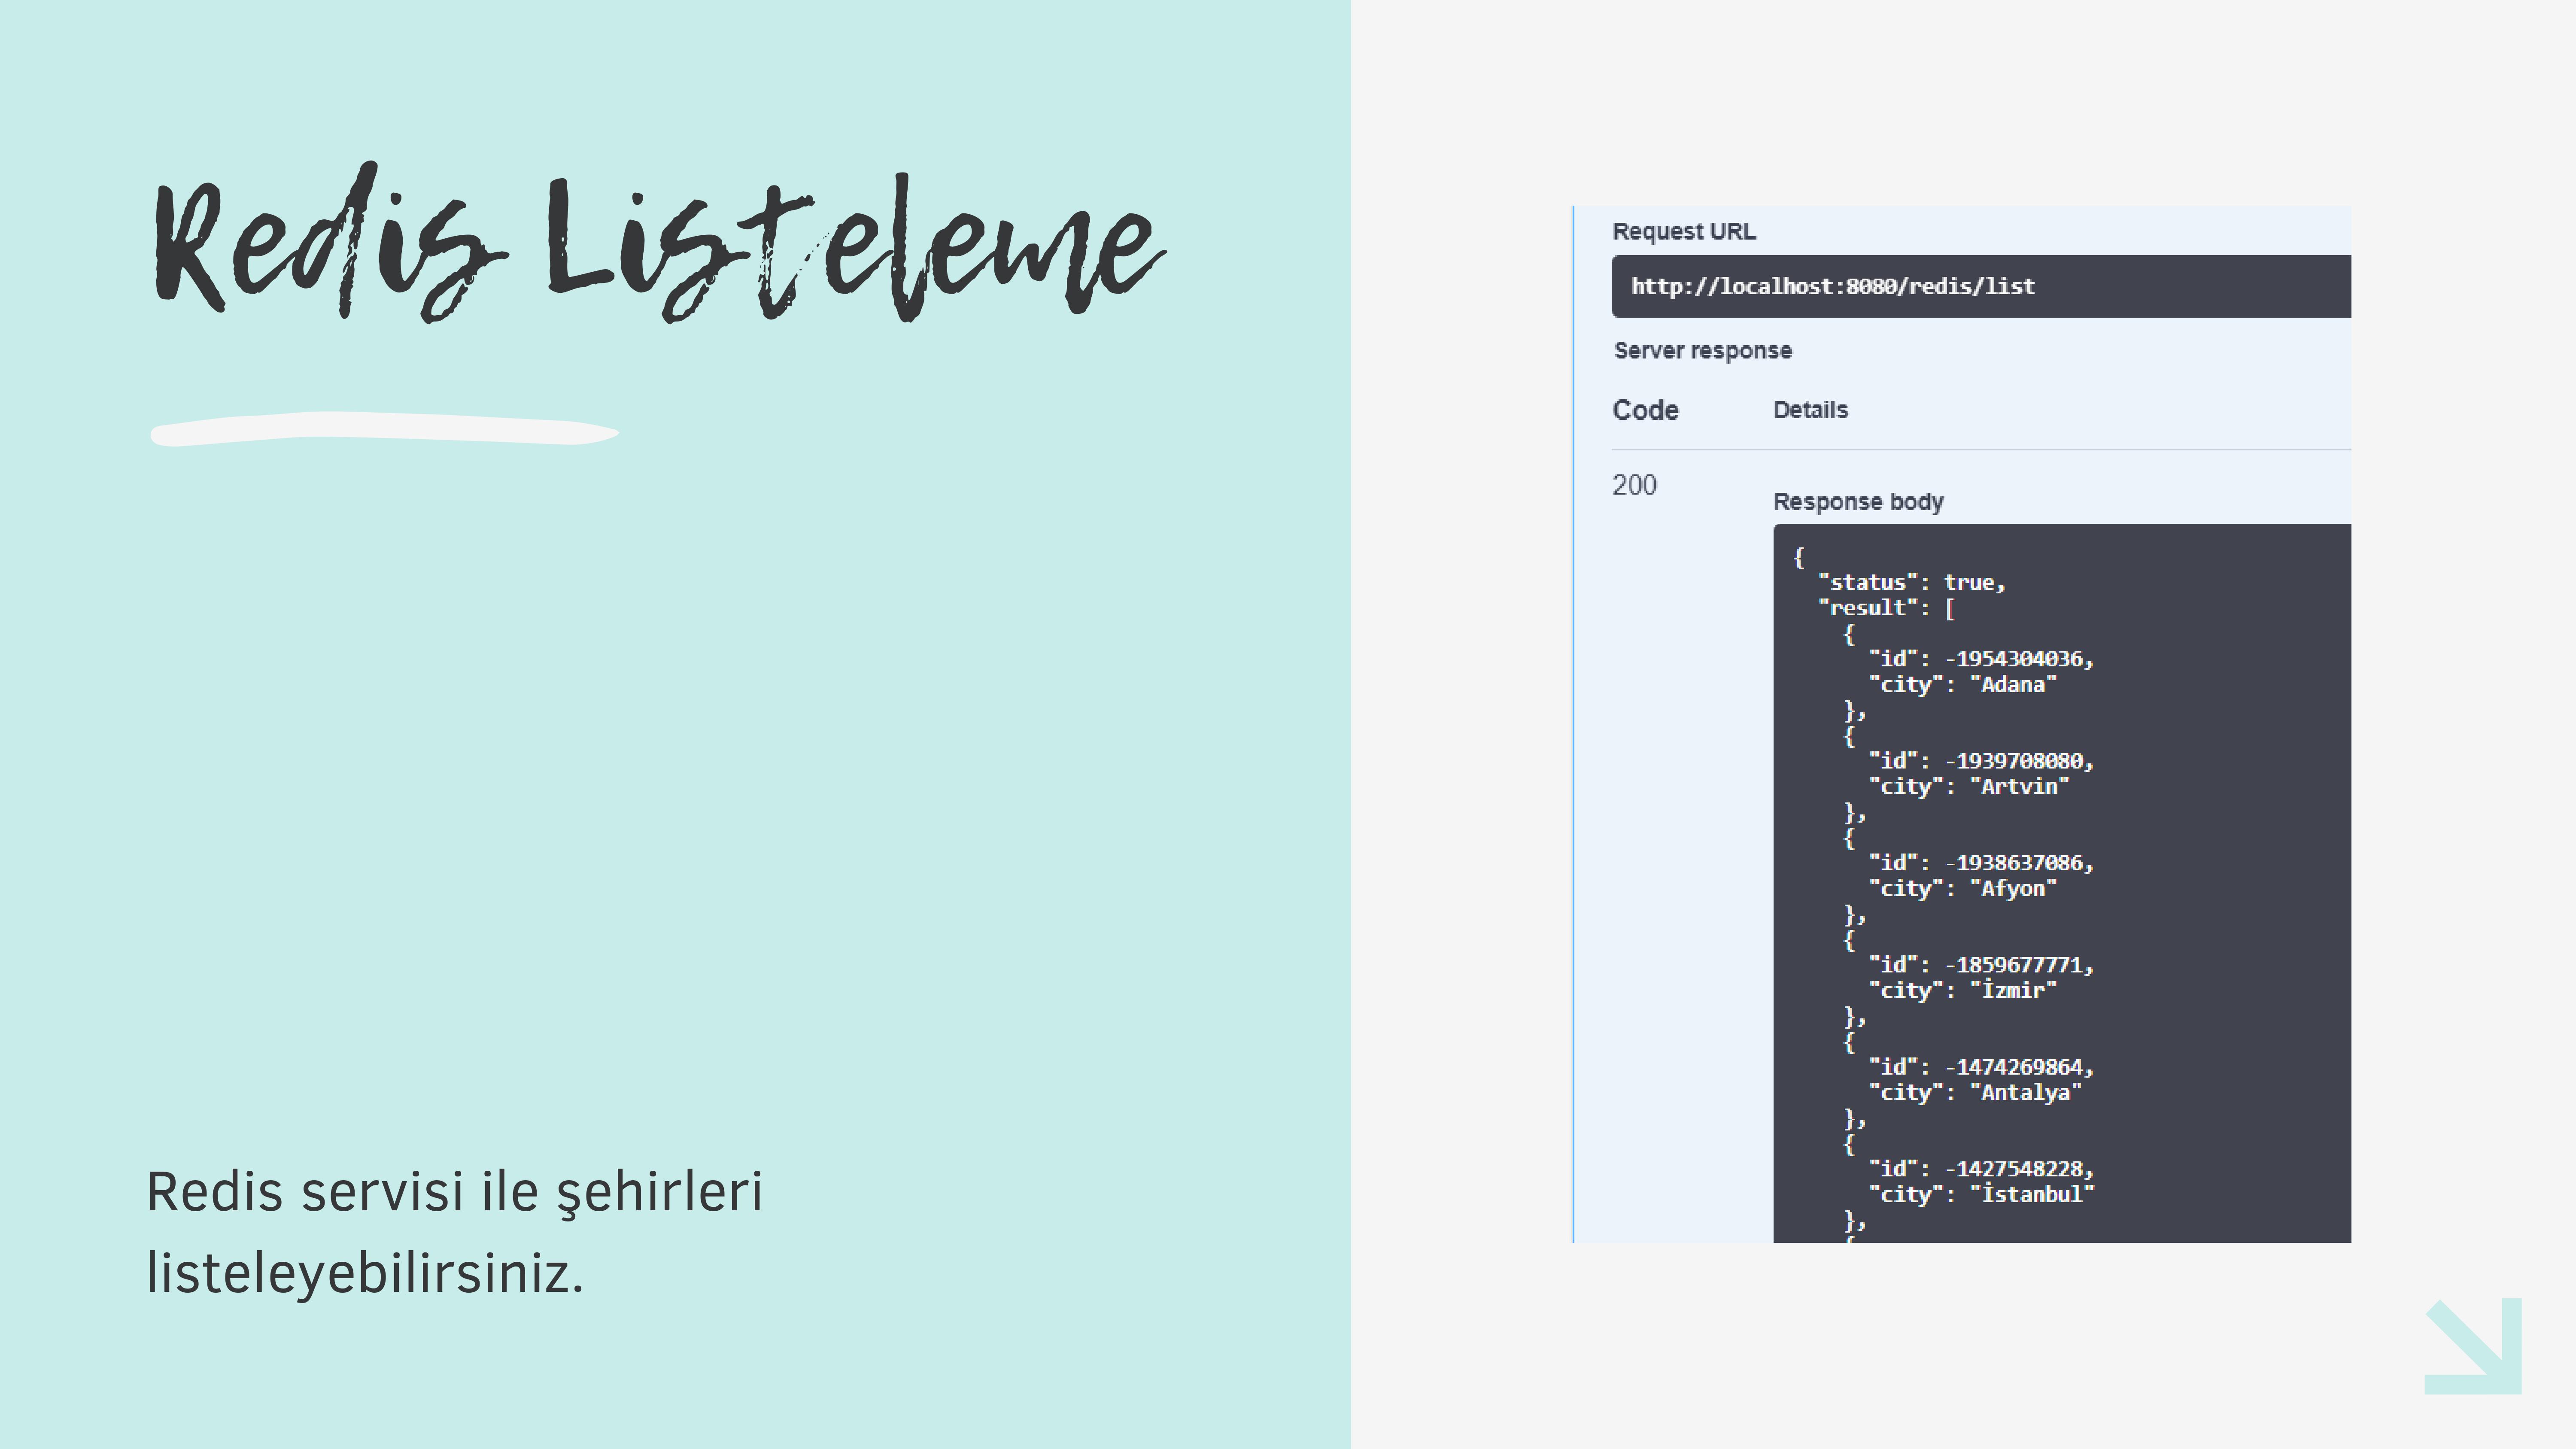 Redis Listeleme
Redis servisi ile şehirleri
listeleyebilirsiniz.
Request URL
http://localhost:8080/redis/list
Server response
Code Details
200
Response body
{
"status": true,
"result": [
{
"id": -1954304036,
"city": "Adana"
},
{
"id": -1939708080,
"city": "Artvin"
},
{
"id": -1938637086,
"city": "Afyon"
},
{
"id": -1859677771,
"city": "İzmir"
},
{
"id": -1474269864,
"city": "Antalya"
},
{
"id": -1427548228,
"city": "İstanbul"
},
{